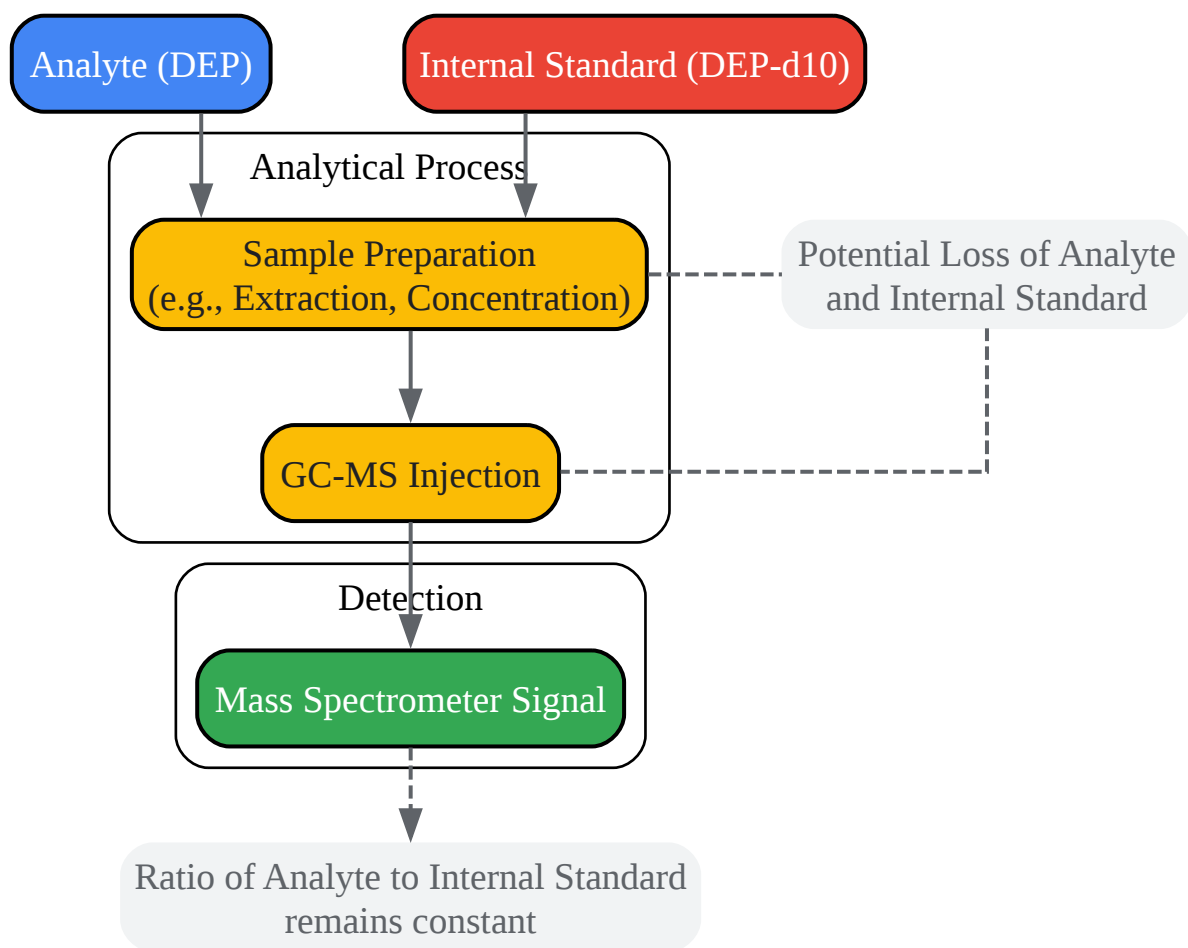 Analyte (DEP)
Internal Standard (DEP-d10)
Analytical Process
Sample Preparation
(e.g., Extraction, Concentration)
Potential Loss of Analyte
and Internal Standard
GC-MS Injection
Detection
Mass Spectrometer Signal
Ratio of Analyte to Internal Standard
remains constant